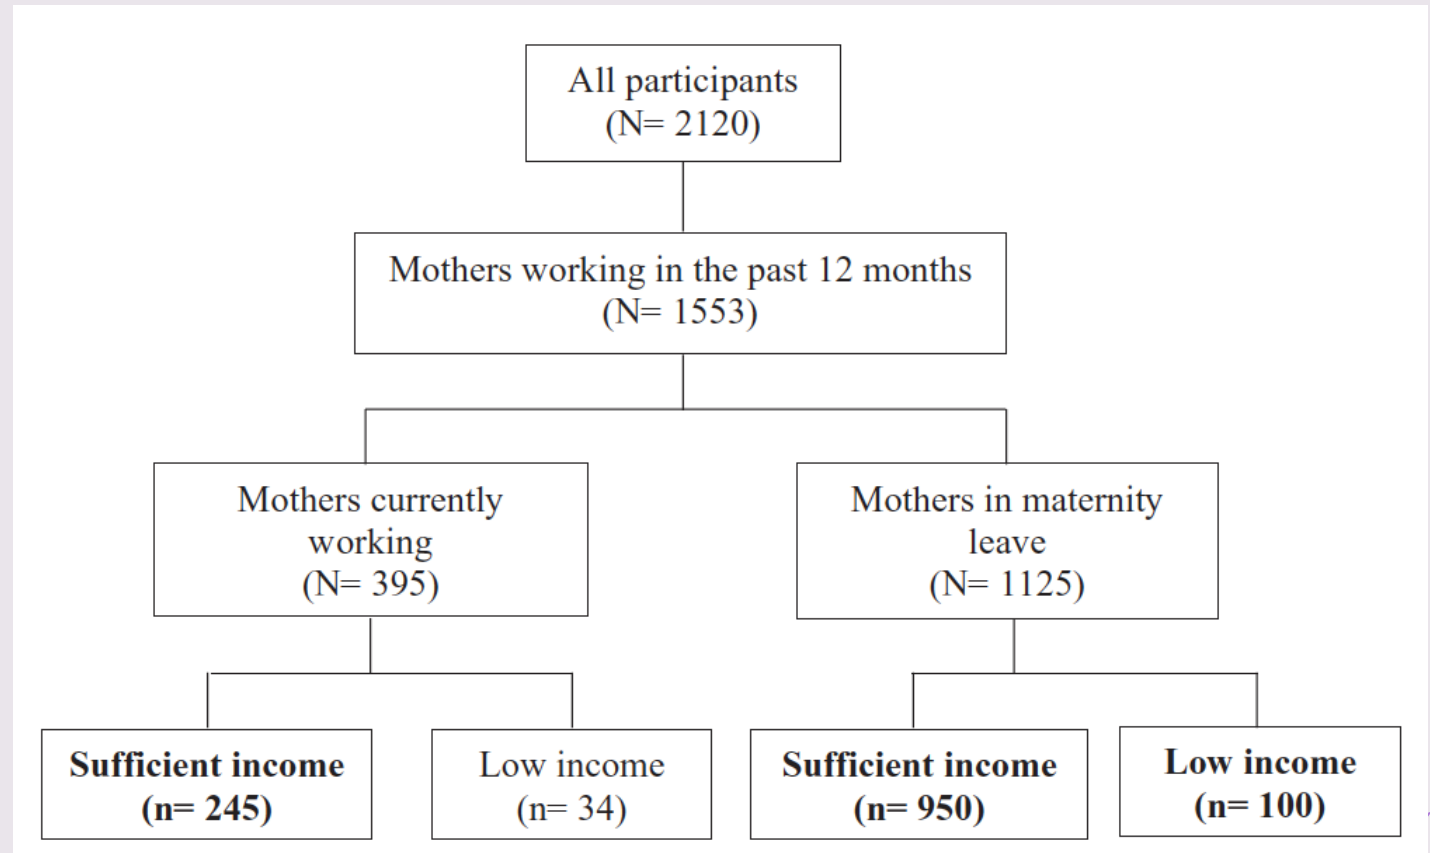 All participants
(N= 2120)
Mothers working in the past 12 months
(N= 1553)
Mothers currently
working
(N= 395)
Mothers in maternity
leave
(N= 1125)
Sufficient income
(n= 245)
Low income
(n= 34)
Sufficient income
(n= 950)
Low income
(n= 100)